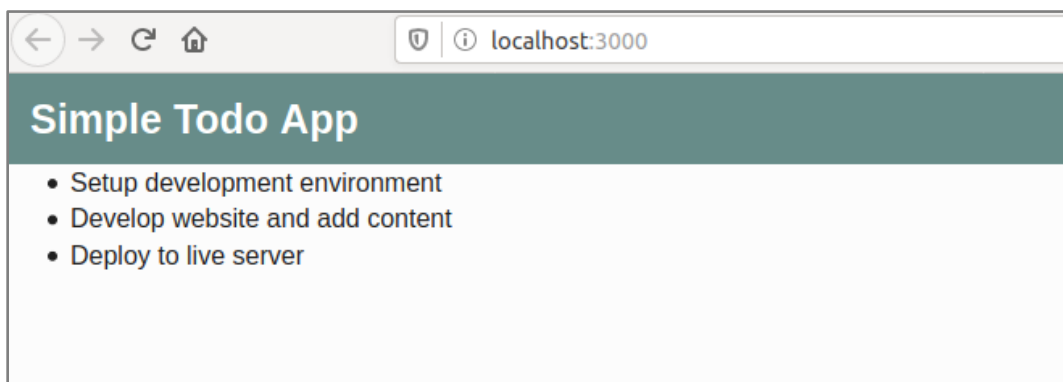 localhost:3000
Simple Todo App
Setup development environment
Develop website and add content
Deploy to live server